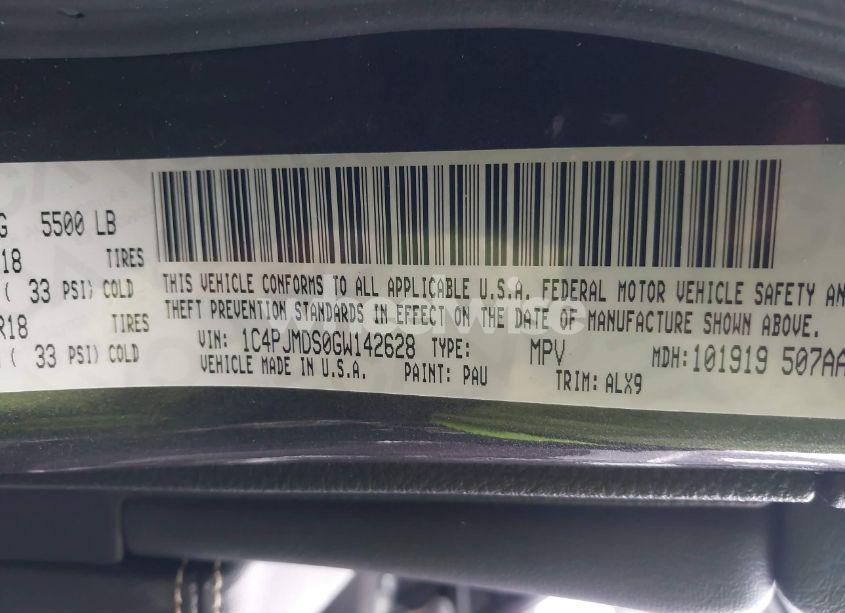 G 5500 LB
18 TIRES
( 33 PSI) COLD
R18 TIRES
( 33 PSI) COLD
THIS VEHICLE CONFORMS TO ALL APPLICABLE U.S.A. FEDERAL MOTOR VEHICLE SAFETY AN
THEFT PREVENTION STANDARDS IN EFFECT ON THE DATE OF MANUFACTURE SHOWN ABOVE.
VIN: 1C4PJMDS0GW142628 TYPE: MPV MDH: 101919 507AA
VEHICLE MADE IN U.S.A. PAINT: PAU TRIM: ALX9
wheelwise